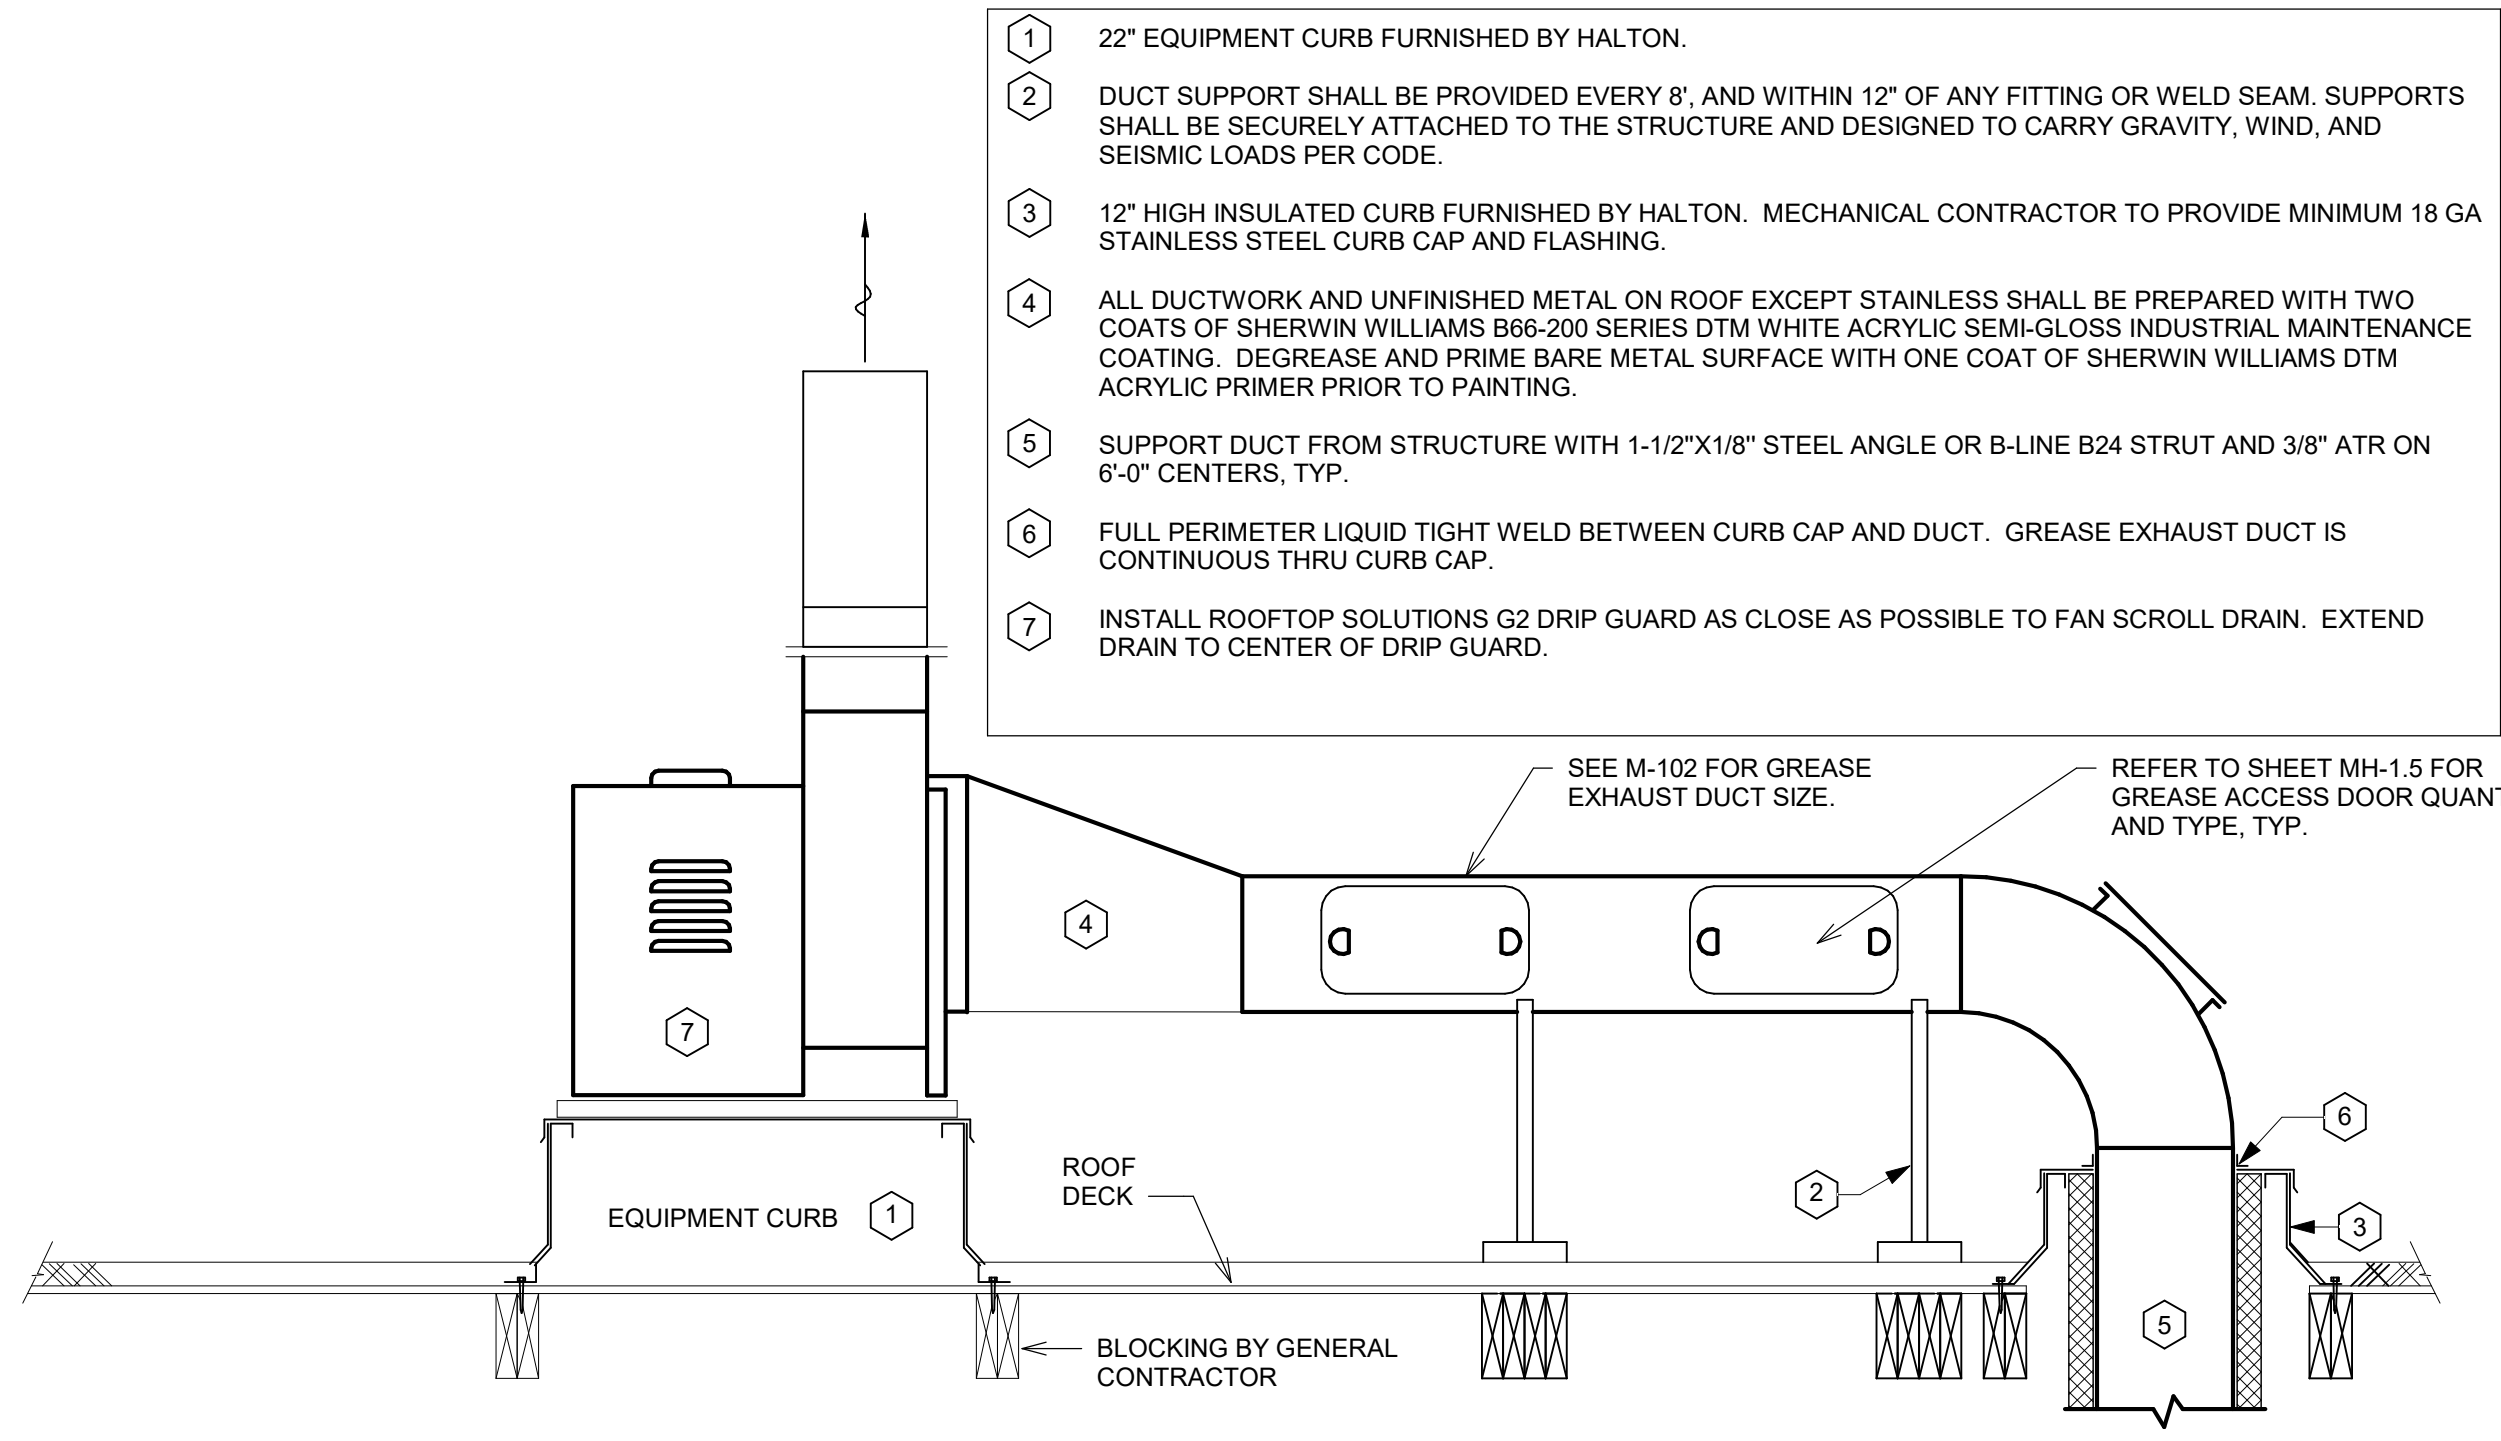 1 22" EQUIPMENT CURB FURNISHED BY HALTON.
2 DUCT SUPPORT SHALL BE PROVIDED EVERY 8', AND WITHIN 12" OF ANY FITTING OR WELD SEAM. SUPPORTS
SHALL BE SECURELY ATTACHED TO THE STRUCTURE AND DESIGNED TO CARRY GRAVITY, WIND, AND
SEISMIC LOADS PER CODE.
3 12" HIGH INSULATED CURB FURNISHED BY HALTON. MECHANICAL CONTRACTOR TO PROVIDE MINIMUM 18 GA
STAINLESS STEEL CURB CAP AND FLASHING.
4 ALL DUCTWORK AND UNFINISHED METAL ON ROOF EXCEPT STAINLESS SHALL BE PREPARED WITH TWO
COATS OF SHERWIN WILLIAMS B66-200 SERIES DTM WHITE ACRYLIC SEMI-GLOSS INDUSTRIAL MAINTENANCE
COATING. DEGREASE AND PRIME BARE METAL SURFACE WITH ONE COAT OF SHERWIN WILLIAMS DTM
ACRYLIC PRIMER PRIOR TO PAINTING.
5 SUPPORT DUCT FROM STRUCTURE WITH 1-1/2"X1/8" STEEL ANGLE OR B-LINE B24 STRUT AND 3/8" ATR ON
6'-0" CENTERS, TYP.
6 FULL PERIMETER LIQUID TIGHT WELD BETWEEN CURB CAP AND DUCT. GREASE EXHAUST DUCT IS
CONTINUOUS THRU CURB CAP.
7 INSTALL ROOFTOP SOLUTIONS G2 DRIP GUARD AS CLOSE AS POSSIBLE TO FAN SCROLL DRAIN. EXTEND
DRAIN TO CENTER OF DRIP GUARD.
SEE M-102 FOR GREASE
EXHAUST DUCT SIZE.
REFER TO SHEET MH-1.5 FOR
GREASE ACCESS DOOR QUANT
AND TYPE, TYP.
4
7
6
ROOF
DECK
2
EQUIPMENT CURB 1
3
5
BLOCKING BY GENERAL
CONTRACTOR